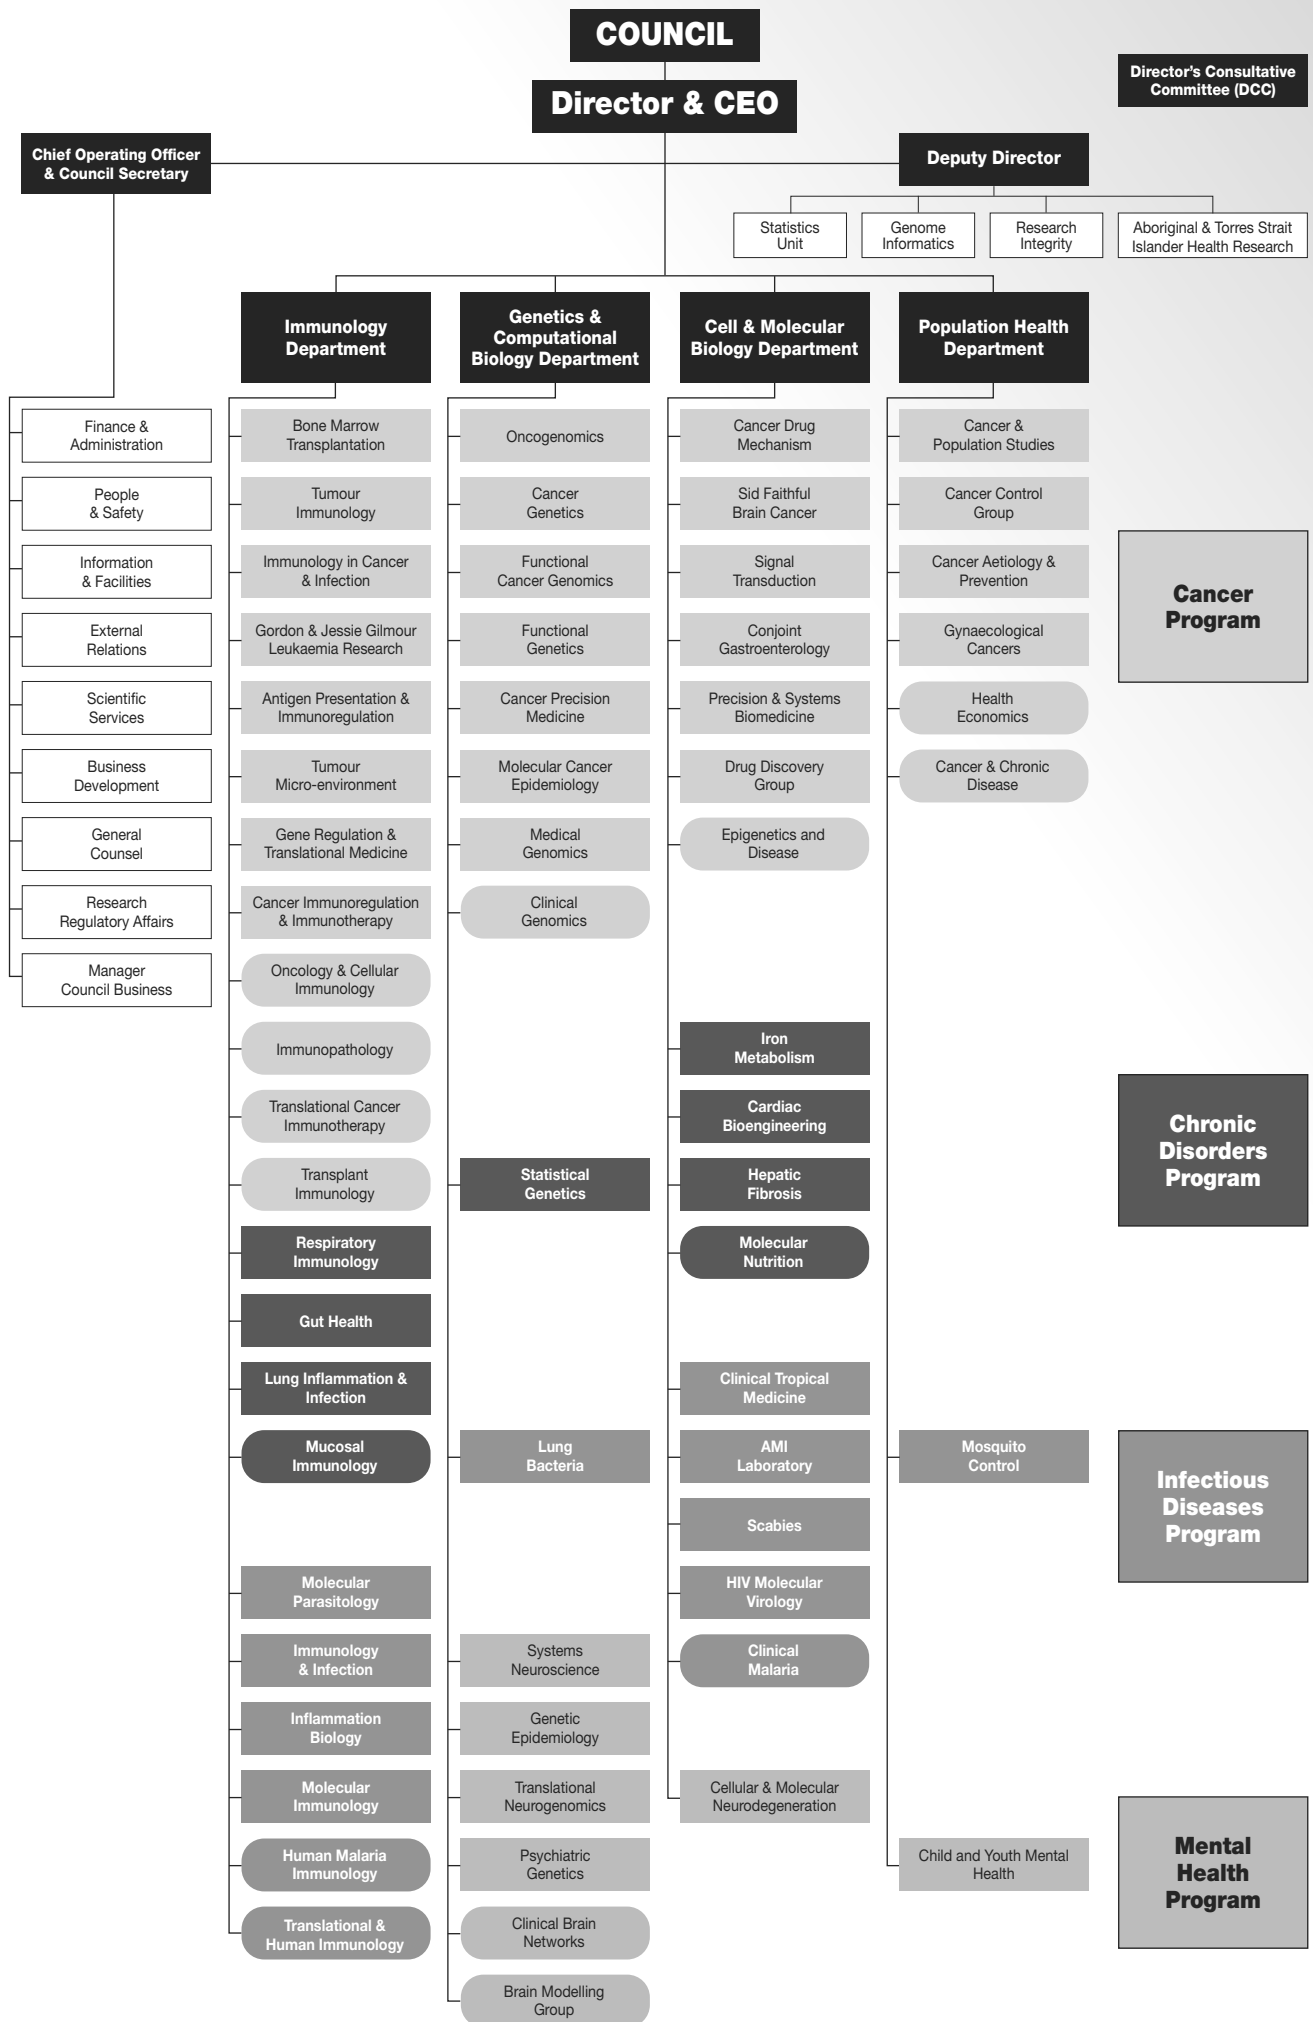 COUNCIL
Director & CEO
Director’s Consultative
Committee (DCC)
Chief Operating Officer
& Council Secretary
Deputy Director
Statistics
Unit
Genome
Informatics
Research
Integrity
Aboriginal & Torres Strait
Islander Health Research
Immunology
Department
Genetics &
Computational
Biology Department
Cell & Molecular
Biology Department
Population Health
Department
Finance &
Administration
People
& Safety
Information
& Facilities
External
Relations
Scientific
Services
Business
Development
General
Counsel
Research
Regulatory Affairs
Manager
Council Business
Bone Marrow
Transplantation
Tumour
Immunology
Immunology in Cancer
& Infection
Gordon & Jessie Gilmour
Leukaemia Research
Antigen Presentation &
Immunoregulation
Tumour
Micro-environment
Gene Regulation &
Translational Medicine
Cancer Immunoregulation
& Immunotherapy
Oncology & Cellular
Immunology
Immunopathology
Translational Cancer
Immunotherapy
Transplant
Immunology
Respiratory
Immunology
Gut Health
Lung Inflammation &
Infection
Mucosal
Immunology
Molecular
Parasitology
Immunology
& Infection
Inflammation
Biology
Molecular
Immunology
Human Malaria
Immunology
Translational &
Human Immunology
Oncogenomics
Cancer
Genetics
Functional
Cancer Genomics
Functional
Genetics
Cancer Precision
Medicine
Molecular Cancer
Epidemiology
Medical
Genomics
Clinical
Genomics
Statistical
Genetics
Lung
Bacteria
Systems
Neuroscience
Genetic
Epidemiology
Translational
Neurogenomics
Psychiatric
Genetics
Clinical Brain
Networks
Brain Modelling
Group
Cancer Drug
Mechanism
Sid Faithful
Brain Cancer
Signal
Transduction
Conjoint
Gastroenterology
Precision & Systems
Biomedicine
Drug Discovery
Group
Epigenetics and
Disease
Iron
Metabolism
Cardiac
Bioengineering
Hepatic
Fibrosis
Molecular
Nutrition
Clinical Tropical
Medicine
AMI
Laboratory
Scabies
HIV Molecular
Virology
Clinical
Malaria
Cellular & Molecular
Neurodegeneration
Cancer &
Population Studies
Cancer Control
Group
Cancer Aetiology &
Prevention
Gynaecological
Cancers
Health
Economics
Cancer & Chronic
Disease
Mosquito
Control
Child and Youth Mental
Health
Cancer
Program
Chronic
Disorders
Program
Infectious
Diseases
Program
Mental
Health
Program